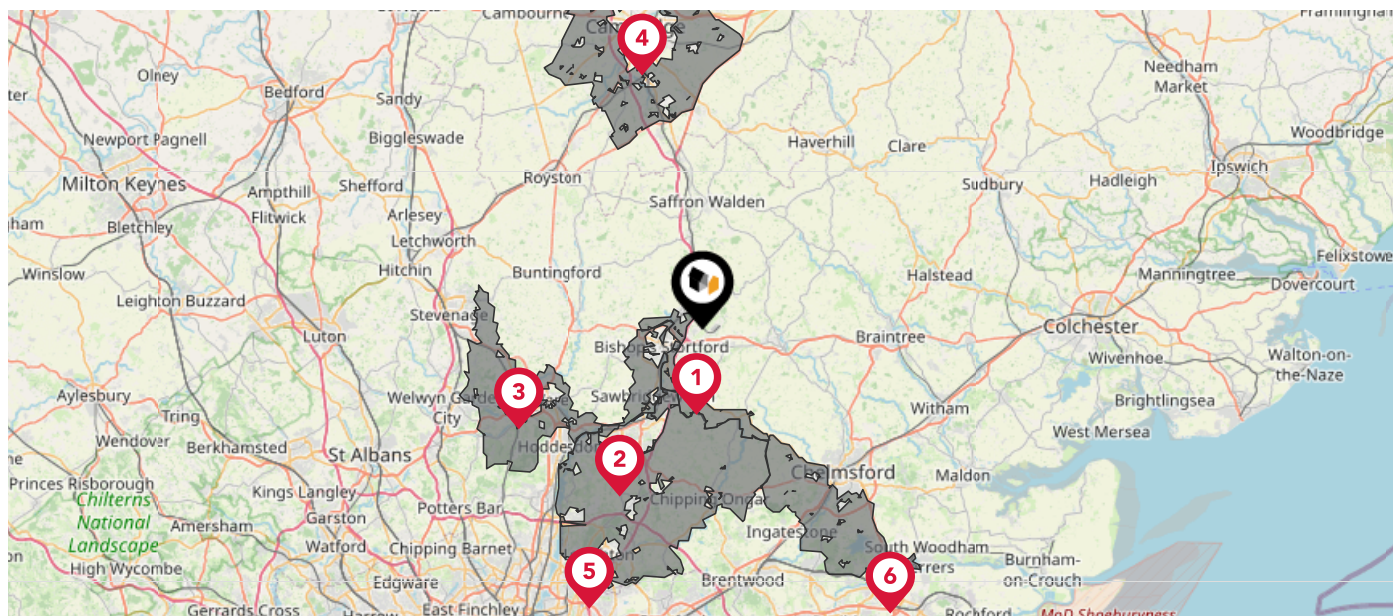 Cambourne
Framlingham
Olney
Needham
Market
Bedford
Sandy
Woodbridge
4
Newport Pagnell
Biggleswade
Haverhill
Clare
Ipswich
Milton Keynes
Ampthill
Shefford
Royston
Sudbury
Hadleigh
Flitwick
Arlesey
Saffron Walden
Bletchley
Letchworth
Felixstowe
Winslow
Hitchin
Buntingford
Halstead
Manningtree
Dovercourt
Leighton Buzzard
Stevenage
Luton
Braintree
Colchester
Bishop's Stortford
Wivenhoe
Walton-on-
the-Naze
1
Aylesbury
3
Welwyn Garden
City
Brightlingsea
Tring
Witham
Wendover
Berkhamsted
St Albans
Hoddesdon
West Mersea
2
Chelmsford
Maldon
Princes Risborough
Kings Langley
Chipping Ongar
Chilterns
National
Landscape
Amersham
Garston
Potters Bar
Ingatestone
Watford
Chipping Barnet
South Woodham
Ferrers
Burnham-
on-Crouch
High Wycombe
5
6
Edgware
Brentwood
Gerrards Cross
Harrow
East Finchley
Rochford
MoD Shoeburyness